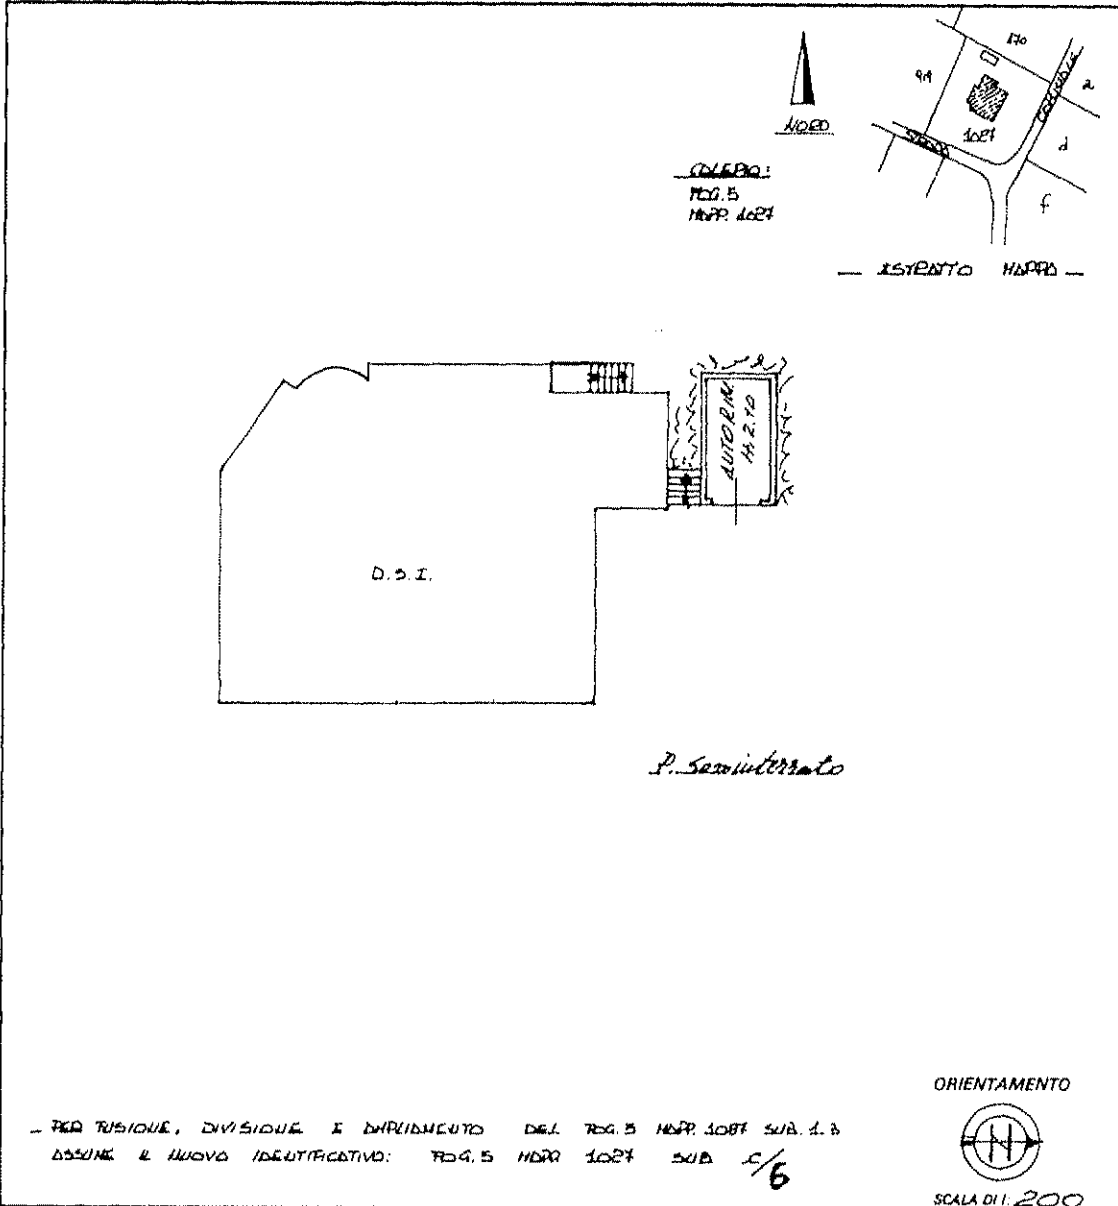 NORD
COLERIO:
FOG. 5
MAPP. 1027
170
1027
a
d
f
STRADA
ESTRATTO MAPPA
AUTORIM.
H. 2.10
D.S.I.
P. Seminterrato
PER FUSIONE, DIVISIONE E AMPLIAMENTO DEL FOG. 5 MAPP. 1027 SUB. 1.3
ASSUME IL NUOVO IDENTIFICATIVO: FOG. 5 MAPP 1027 SUB 6
ORIENTAMENTO
N
SCALA DI 1: 200